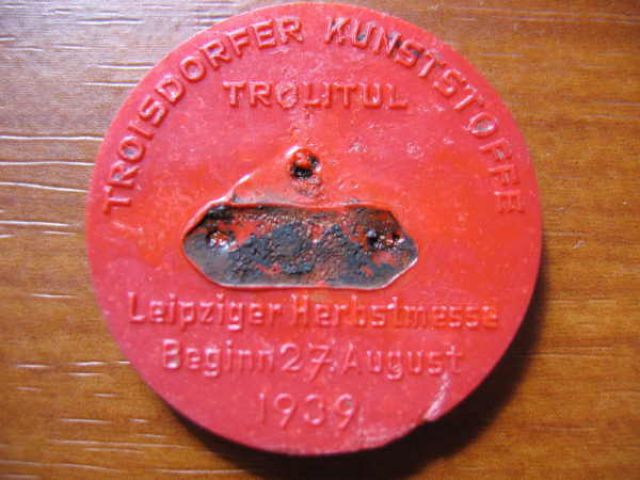 TROISDORFER KUNSTSTOFFE
TROLITUL
Leipziger Herbstmesse
Beginn 27. August
1939